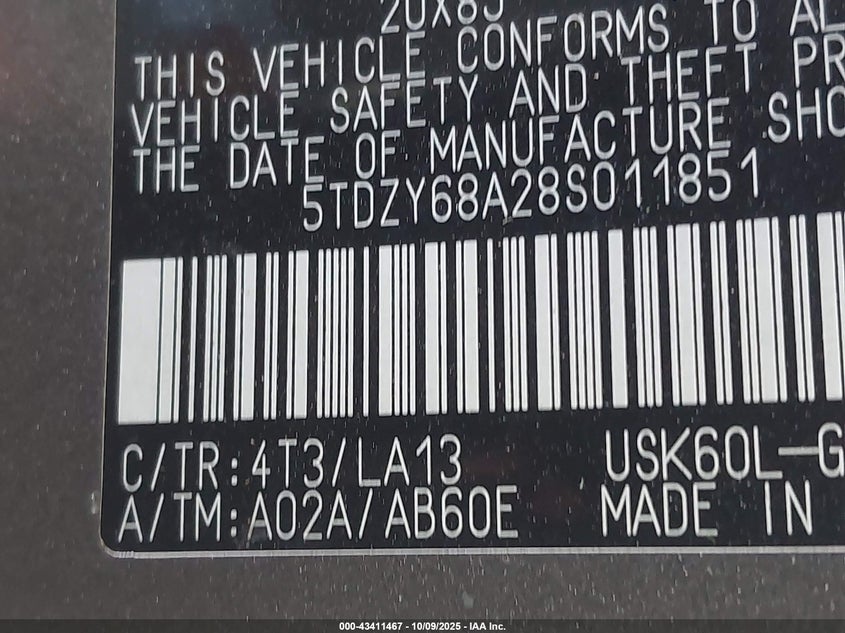 THIS VEHICLE CONFORMS TO AL
VEHICLE SAFETY AND THEFT PR
THE DATE OF MANUFACTURE SHO
5TDZY68A28S011851
C/TR:4T3/LA13 USK60L-G
A/TM:A02A/AB60E MADE IN
000-43411467 - 10/09/2025 - IAA Inc.